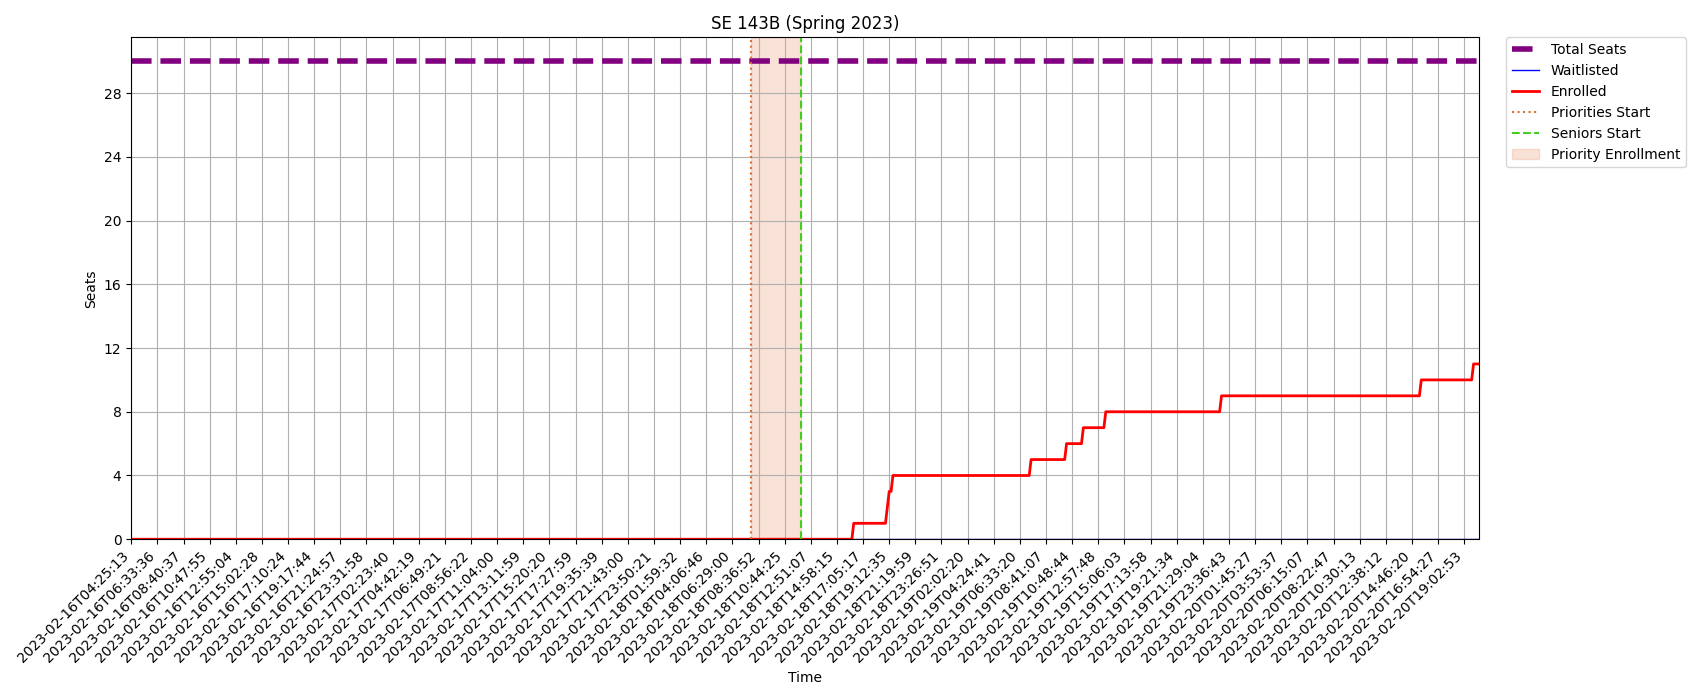 SE 143B (Spring 2023)
Total Seats
Waitlisted
Enrolled
Priorities Start
Seniors Start
Priority Enrollment
Seats
28
24
20
16
12
8
4
0
2023-02-16T04:25:13
2023-02-16T06:33:36
2023-02-16T08:40:37
2023-02-16T10:47:55
2023-02-16T12:55:04
2023-02-16T15:02:28
2023-02-16T17:10:24
2023-02-16T19:17:44
2023-02-16T21:24:57
2023-02-16T23:31:58
2023-02-17T02:23:40
2023-02-17T04:42:19
2023-02-17T06:49:21
2023-02-17T08:56:22
2023-02-17T11:04:00
2023-02-17T13:11:59
2023-02-17T15:20:20
2023-02-17T17:27:59
2023-02-17T19:35:39
2023-02-17T21:43:00
2023-02-17T23:50:21
2023-02-18T01:59:32
2023-02-18T04:06:46
2023-02-18T06:29:00
2023-02-18T08:36:52
2023-02-18T10:44:25
2023-02-18T12:51:07
2023-02-18T14:58:15
2023-02-18T17:05:17
2023-02-18T19:12:35
2023-02-18T21:19:59
2023-02-18T23:26:51
2023-02-19T02:02:20
2023-02-19T04:24:41
2023-02-19T06:33:20
2023-02-19T08:41:07
2023-02-19T10:48:44
2023-02-19T12:57:48
2023-02-19T15:06:03
2023-02-19T17:13:58
2023-02-19T19:21:34
2023-02-19T21:29:04
2023-02-19T23:36:43
2023-02-20T01:45:27
2023-02-20T03:53:37
2023-02-20T06:15:07
2023-02-20T08:22:47
2023-02-20T10:30:13
2023-02-20T12:38:12
2023-02-20T14:46:20
2023-02-20T16:54:27
2023-02-20T19:02:53
Time